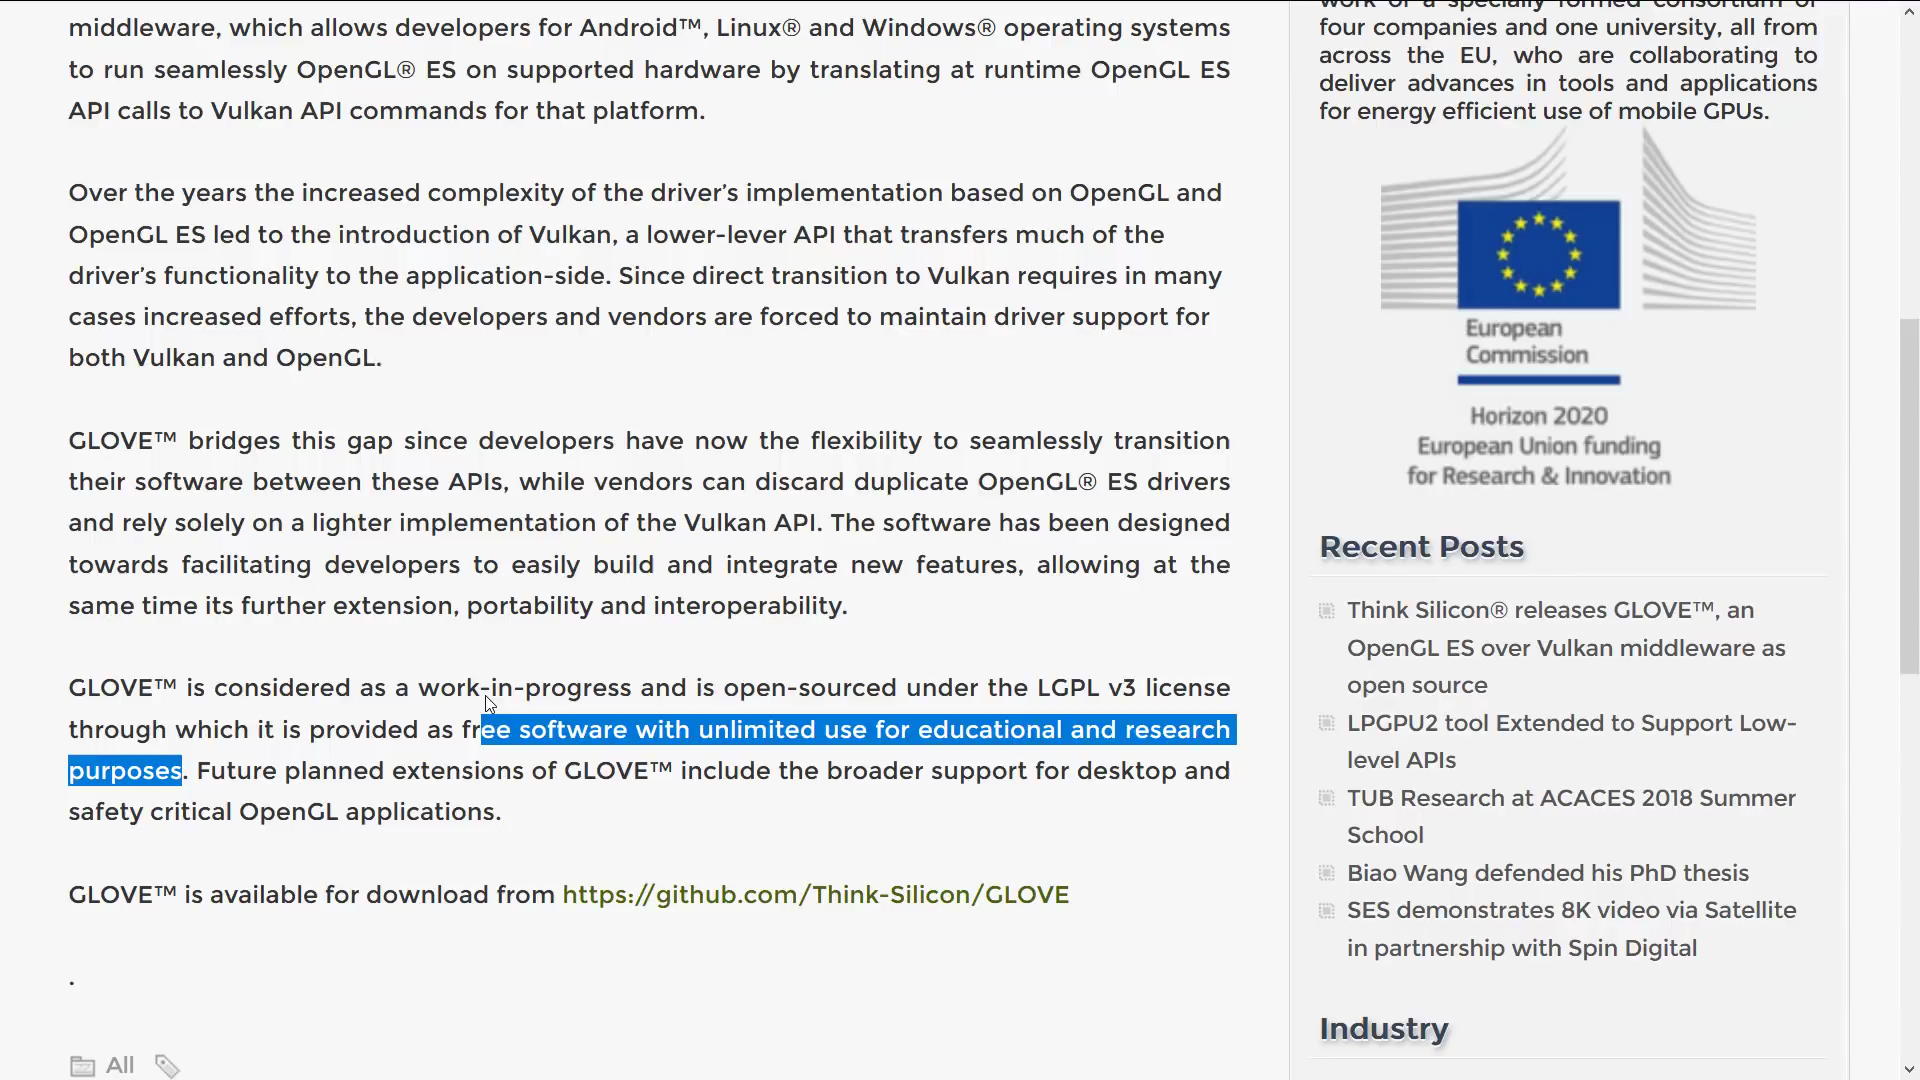 middleware, which allows developers for Android™, Linux® and Windows® operating systems
to run seamlessly OpenGL® ES on supported hardware by translating at runtime OpenGL ES
API calls to Vulkan API commands for that platform.
Over the years the increased complexity of the driver’s implementation based on OpenGL and
OpenGL ES led to the introduction of Vulkan, a lower-lever API that transfers much of the
driver’s functionality to the application-side. Since direct transition to Vulkan requires in many
cases increased efforts, the developers and vendors are forced to maintain driver support for
both Vulkan and OpenGL.
GLOVE™ bridges this gap since developers have now the flexibility to seamlessly transition
their software between these APIs, while vendors can discard duplicate OpenGL® ES drivers
and rely solely on a lighter implementation of the Vulkan API. The software has been designed
towards facilitating developers to easily build and integrate new features, allowing at the
same time its further extension, portability and interoperability.
GLOVE™ is considered as a work-in-progress and is open-sourced under the LGPL v3 license
through which it is provided as free software with unlimited use for educational and research
purposes. Future planned extensions of GLOVE™ include the broader support for desktop and
safety critical OpenGL applications.
GLOVE™ is available for download from https://github.com/Think-Silicon/GLOVE
.
All
work of a specially formed consortium of
four companies and one university, all from
across the EU, who are collaborating to
deliver advances in tools and applications
for energy efficient use of mobile GPUs.
European
Commission
Horizon 2020
European Union funding
for Research & Innovation
Recent Posts
Think Silicon® releases GLOVE™, an
OpenGL ES over Vulkan middleware as
open source
LPGPU2 tool Extended to Support Low-
level APIs
TUB Research at ACACES 2018 Summer
School
Biao Wang defended his PhD thesis
SES demonstrates 8K video via Satellite
in partnership with Spin Digital
Industry